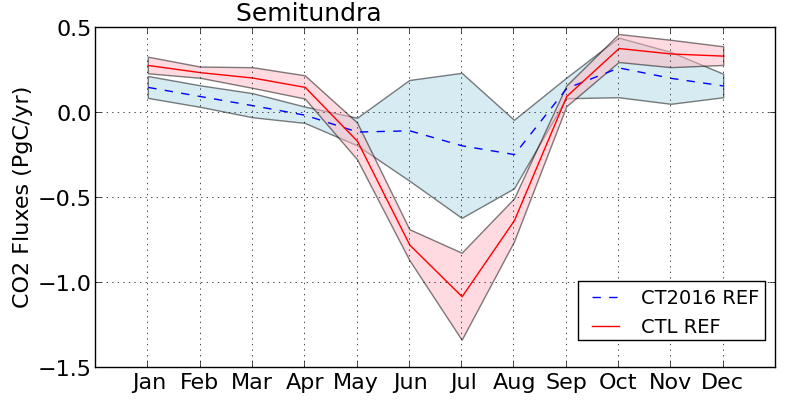 Semitundra
CO2 Fluxes (PgC/yr)
0.5
0.0
−0.5
−1.0
−1.5
CT2016 REF
CTL REF
Jan Feb Mar Apr May Jun Jul Aug Sep Oct Nov Dec